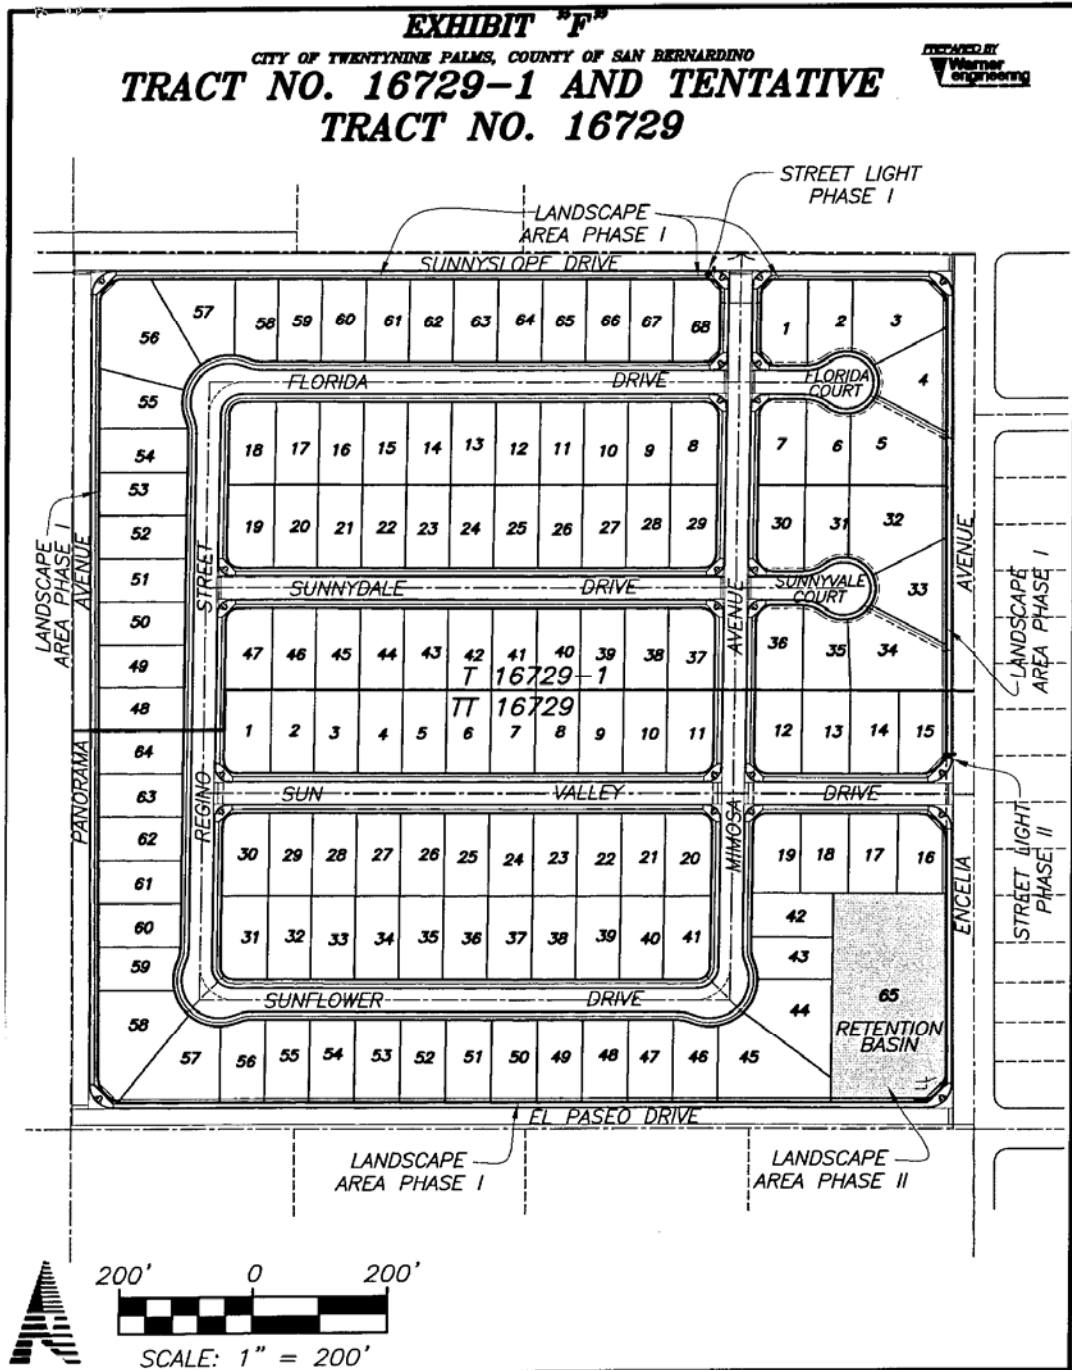 EXHIBIT "F"
CITY OF TWENTYNINE PALMS, COUNTY OF SAN BERNARDINO
TRACT NO. 16729-1 AND TENTATIVE
TRACT NO. 16729
PREPARED BY
Warner
engineering
STREET LIGHT
PHASE I
LANDSCAPE
AREA PHASE I
SUNNYSLOPE DRIVE
57 58 59 60 61 62 63 64 65 66 67 68 1 2 3
56
FLORIDA DRIVE
FLORIDA
COURT
4
55
18 17 16 15 14 13 12 11 10 9 8 7 6 5
54
53
19 20 21 22 23 24 25 26 27 28 29 30 31 32
52
51
SUNNYDALE DRIVE
SUNNYVALE
COURT
33
50
47 46 45 44 43 42 41 40 39 38 37 36 35 34
49
48
T 16729-1
TT 16729
1 2 3 4 5 6 7 8 9 10 11 12 13 14 15
64
63
SUN VALLEY DRIVE
62
30 29 28 27 26 25 24 23 22 21 20 19 18 17 16
61
60
42
31 32 33 34 35 36 37 38 39 40 41
43
59
SUNFLOWER DRIVE
44
65
RETENTION
BASIN
58
57 56 55 54 53 52 51 50 49 48 47 46 45
EL PASEO DRIVE
LANDSCAPE
AREA PHASE I
PANORAMA AVENUE
REGINO STREET
MIMOSA AVENUE
ENCELIA AVENUE
LANDSCAPE
AREA PHASE I
STREET LIGHT
PHASE II
LANDSCAPE
AREA PHASE I
LANDSCAPE
AREA PHASE II
200' 0 200'
SCALE: 1" = 200'